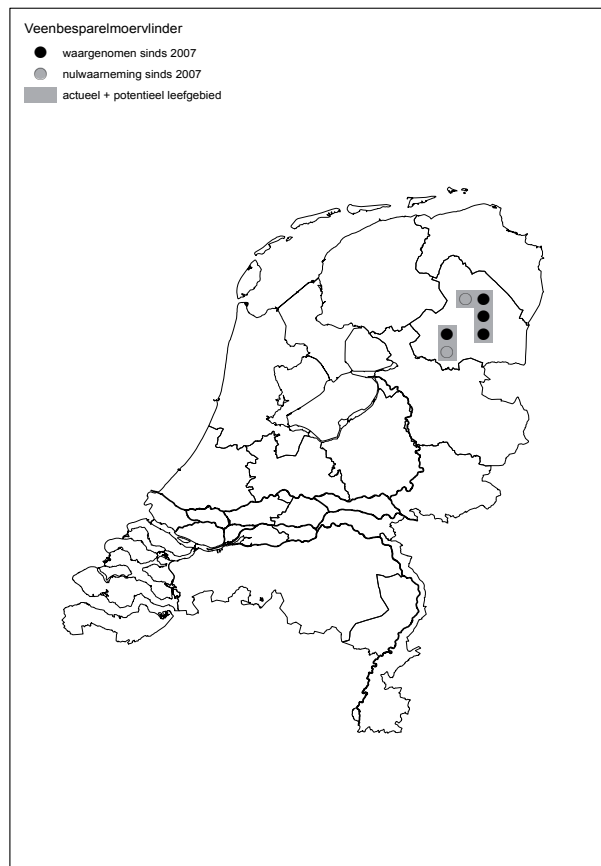 Veenbesparelmoervlinder
waargenomen sinds 2007
nulwaarneming sinds 2007
actueel + potentieel leefgebied